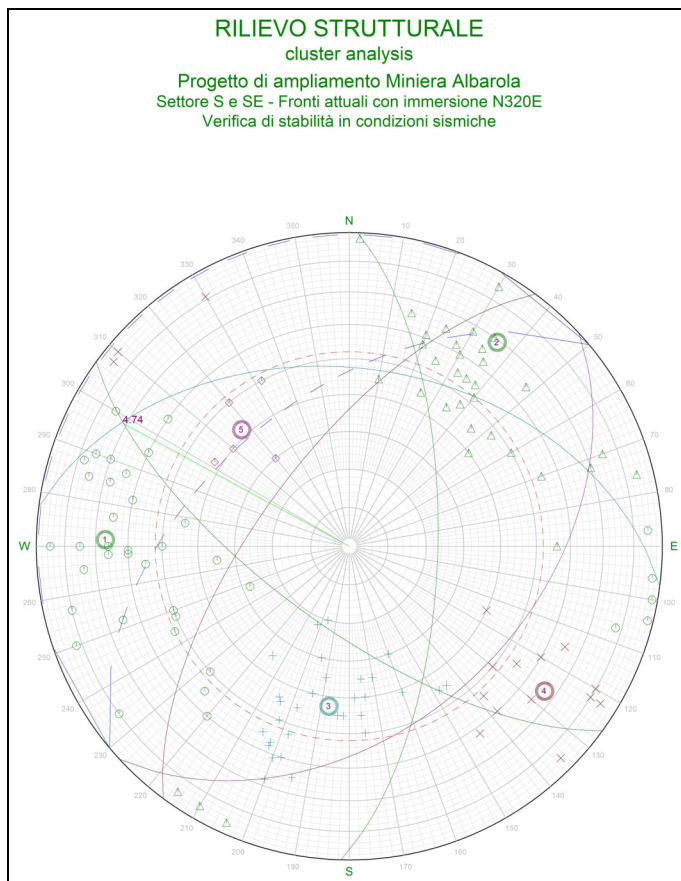 RILIEVO STRUTTURALE
cluster analysis
Progetto di ampliamento Miniera Albarola
Settore S e SE - Fronti attuali con immersione N320E
Verifica di stabilità in condizioni sismiche
N
350 10
340 20
330 30
320 40
310 50
300 60
290 70
280 80
W E
260 100
250 110
240 120
230 130
220 140
210 150
200 160
190 170
S
4.74
1
2
3
4
5